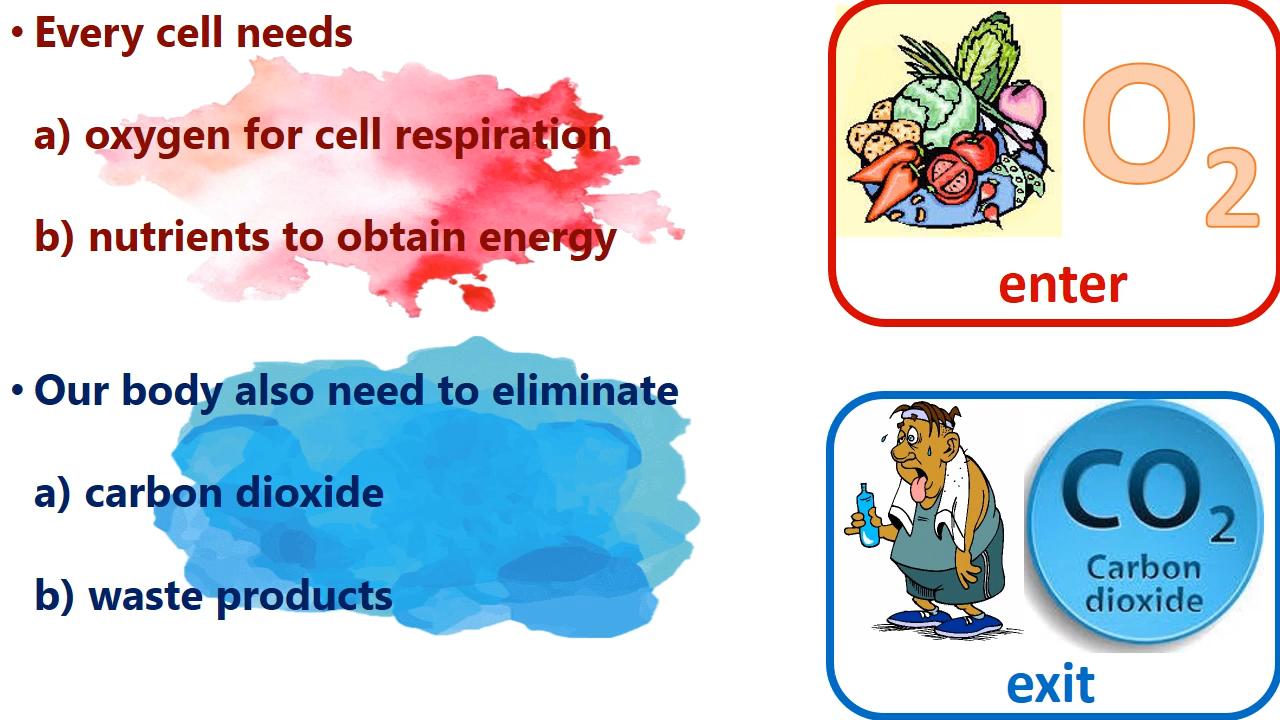 • Every cell needs
a) oxygen for cell respiration
b) nutrients to obtain energy
• Our body also need to eliminate
a) carbon dioxide
b) waste products
O2
enter
CO2
Carbon
dioxide
exit